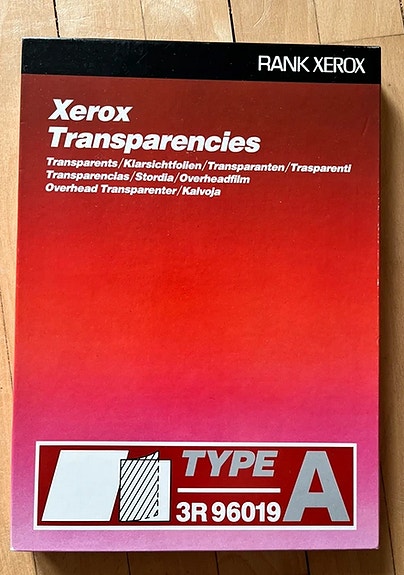 RANK XEROX
Xerox
Transparencies
Transparents/Klarsichtfolien/Transparanten/Trasparenti
Transparencias/Stordia/Overheadfilm
Overhead Transparenter/Kalvoja
TYPE A
3R 96019